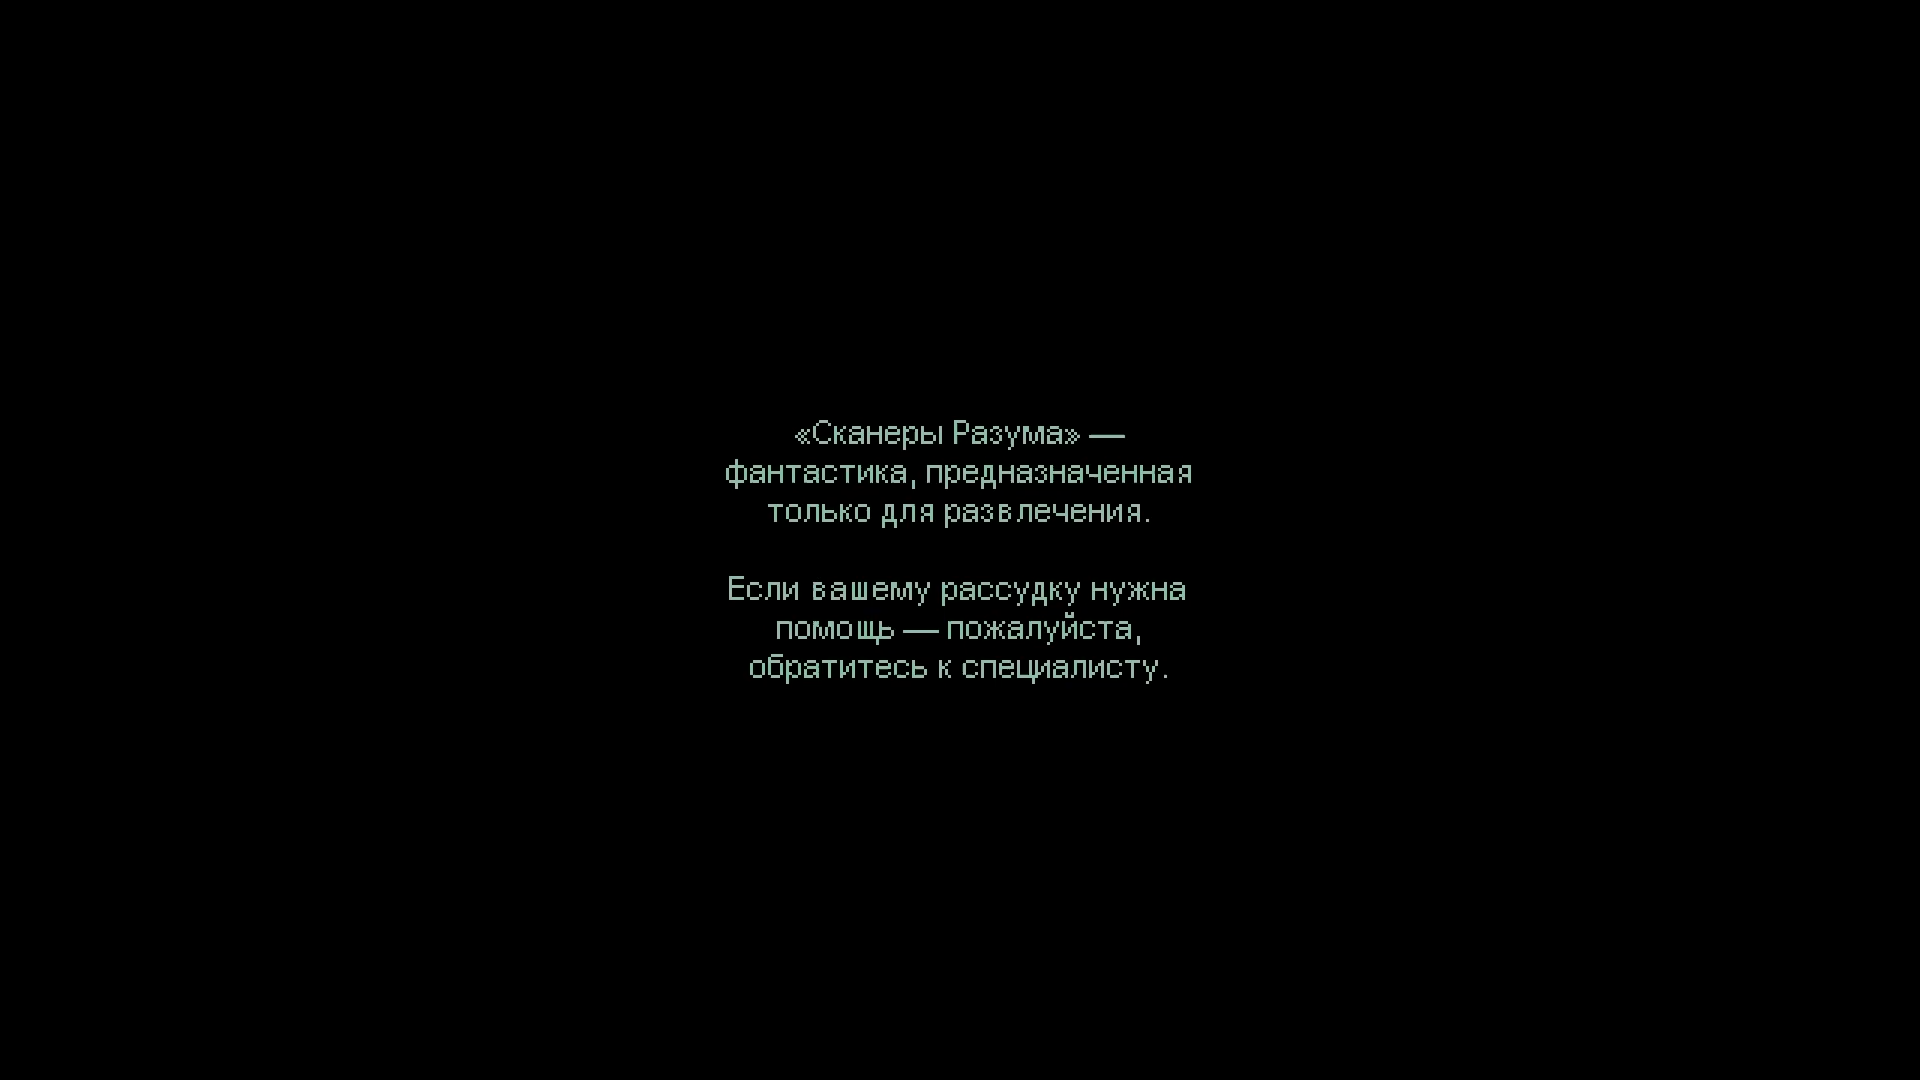 «Сканеры Разума» —
фантастика, предназначенная
только для развлечения.
Если вашему рассудку нужна
помощь — пожалуйста,
обратитесь к специалисту.